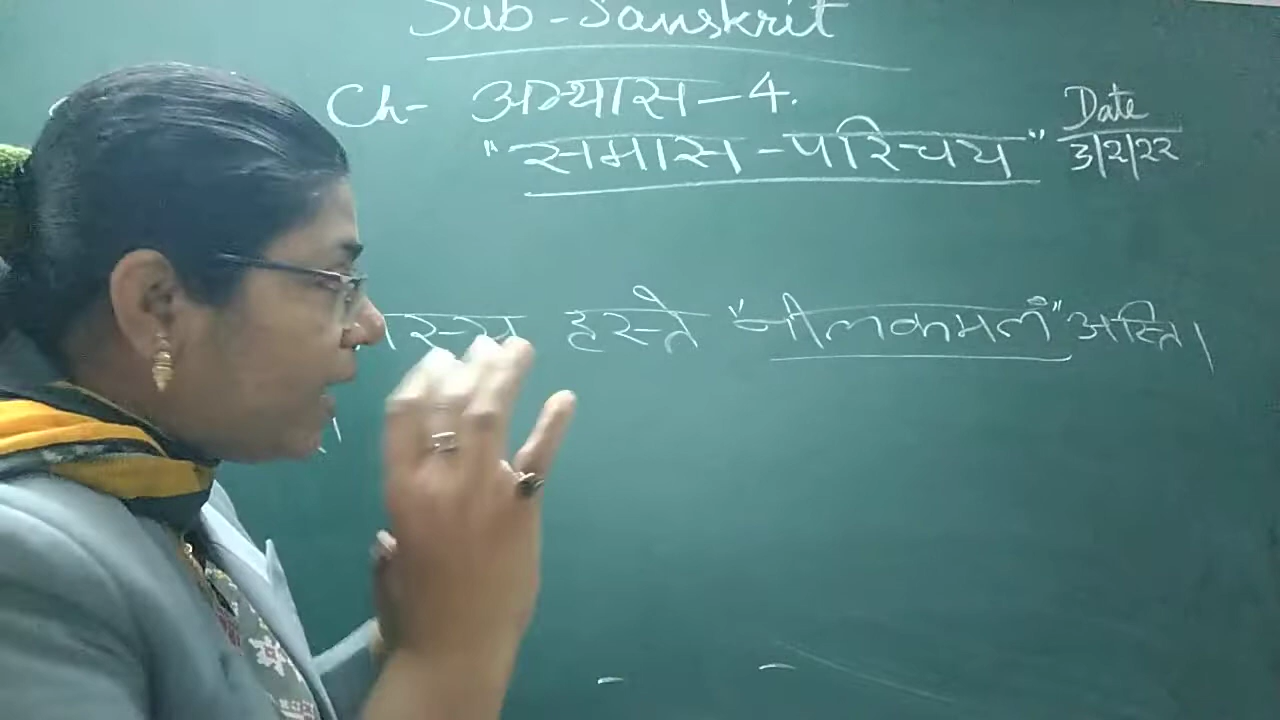 Sub - Sanskrit
Ch- अभ्यास-4.
"समास-परिचय"
Date
3|2|22
हस्ते "नीलकमलं" अस्ति।